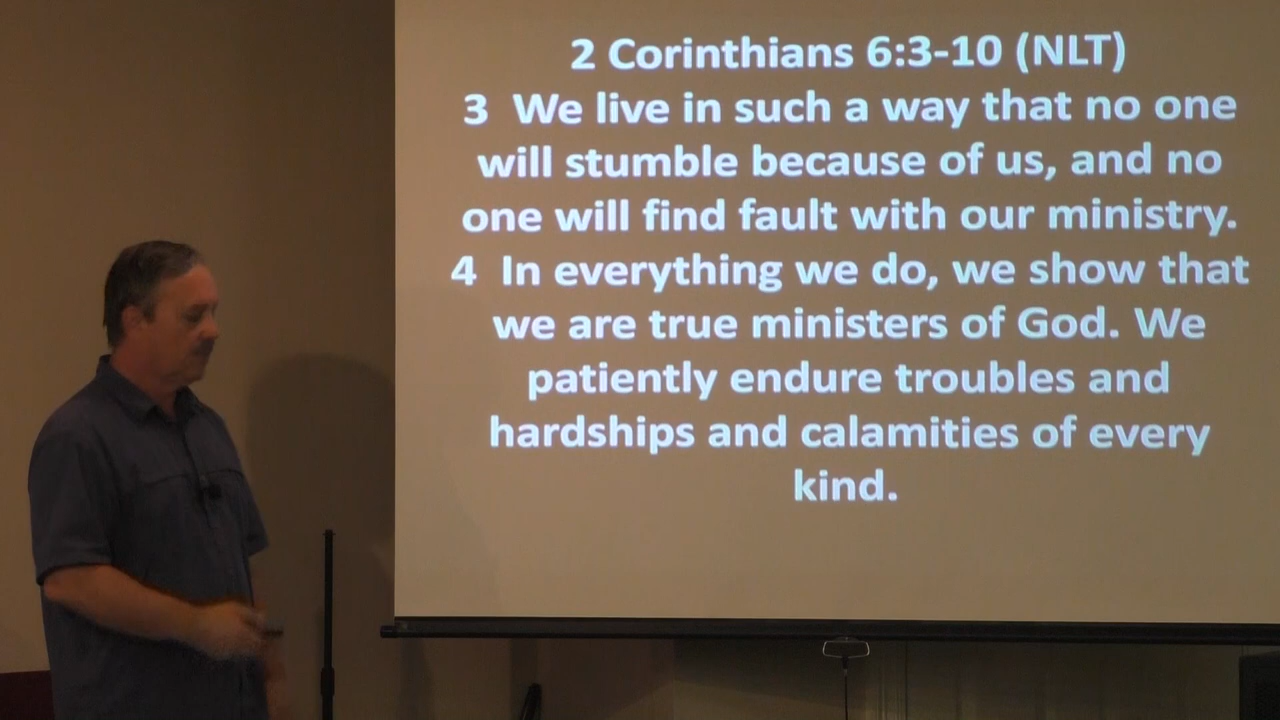 2 Corinthians 6:3-10 (NLT)
3 We live in such a way that no one
will stumble because of us, and no
one will find fault with our ministry.
4 In everything we do, we show that
we are true ministers of God. We
patiently endure troubles and
hardships and calamities of every
kind.